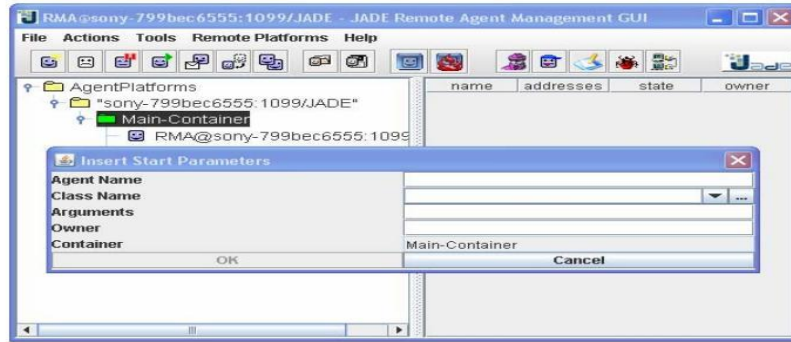 RMA@sony-799bec6555:1099/JADE - JADE Remote Agent Management GUI
File Actions Tools Remote Platforms Help
Jade
AgentPlatforms
name addresses state owner
"sony-799bec6555:1099/JADE"
Main-Container
RMA@sony-799bec6555:1099
Insert Start Parameters
Agent Name
Class Name
...
Arguments
Owner
Container Main-Container
OK Cancel